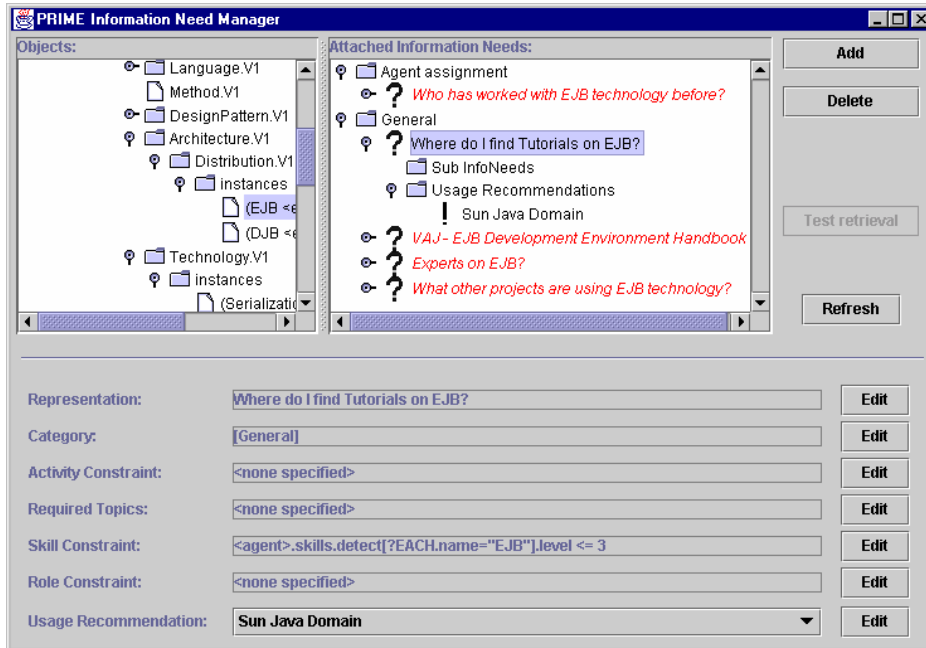 PRIME Information Need Manager
Objects:
Language.V1
Method.V1
DesignPattern.V1
Architecture.V1
Distribution.V1
instances
(EJB <e
(DJB <e
Technology.V1
instances
(Serializatio
Attached Information Needs:
Agent assignment
? Who has worked with EJB technology before?
General
? Where do I find Tutorials on EJB?
Sub InfoNeeds
Usage Recommendations
! Sun Java Domain
? VAJ - EJB Development Environment Handbook
? Experts on EJB?
? What other projects are using EJB technology?
Add
Delete
Test retrieval
Refresh
Representation: Where do I find Tutorials on EJB? Edit
Category: [General] Edit
Activity Constraint: <none specified> Edit
Required Topics: <none specified> Edit
Skill Constraint: <agent>.skills.detect[?EACH.name="EJB"].level <= 3 Edit
Role Constraint: <none specified> Edit
Usage Recommendation: Sun Java Domain Edit